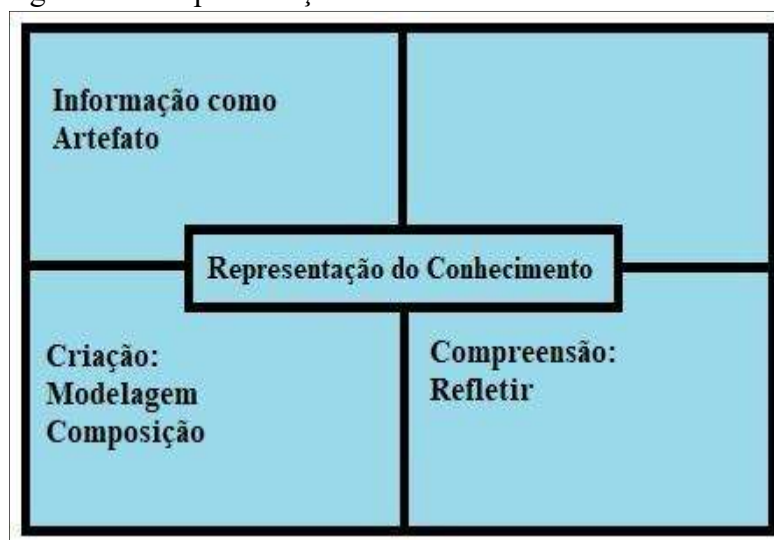 Informação como
Artefato
Representação do Conhecimento
Criação:
Modelagem
Composição
Compreensão:
Refletir